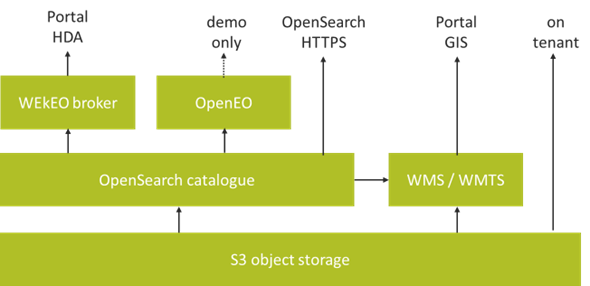 Portal
HDA
demo
only
OpenSearch
HTTPS
Portal
GIS
on
tenant
WEkEO broker
OpenEO
OpenSearch catalogue
WMS / WMTS
S3 object storage